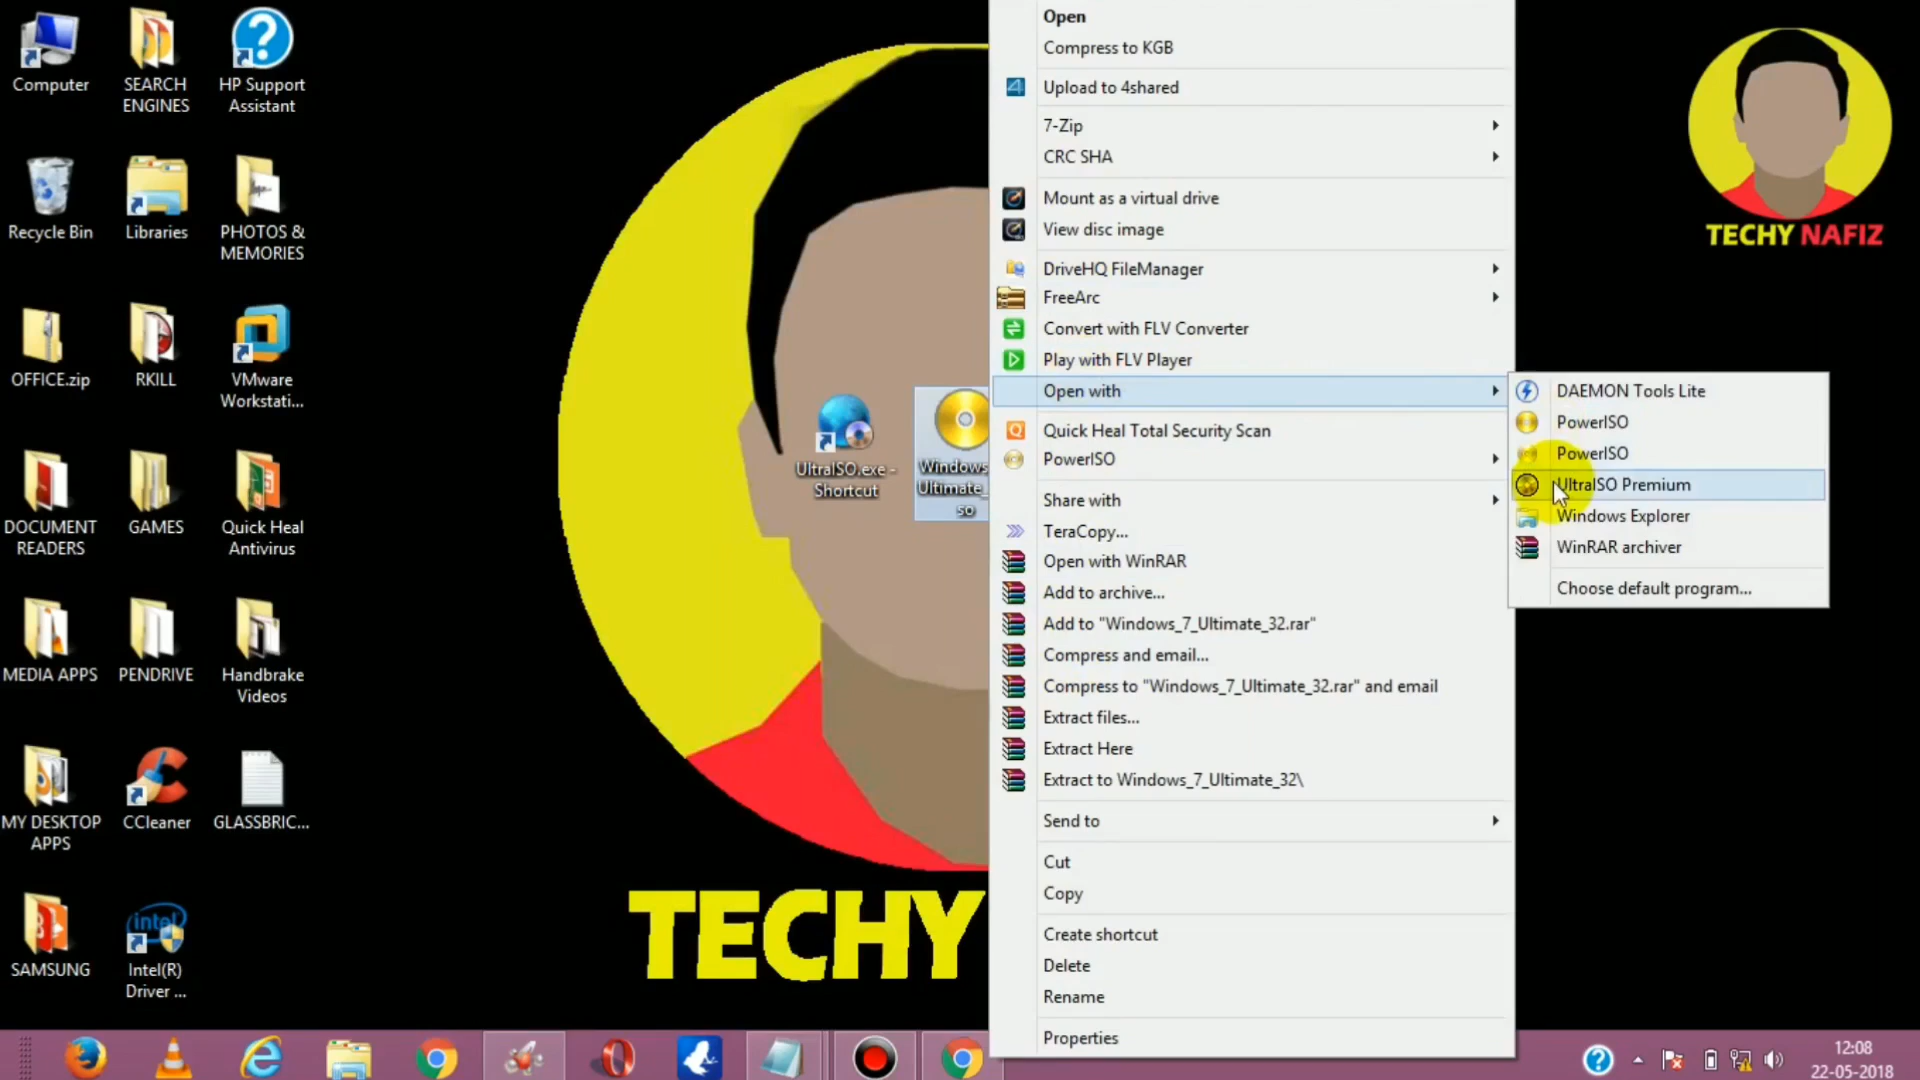 Computer
SEARCH
ENGINES
HP Support
Assistant
Recycle Bin
Libraries
PHOTOS &
MEMORIES
OFFICE.zip
RKILL
VMware
Workstati...
DOCUMENT
READERS
GAMES
Quick Heal
Antivirus
MEDIA APPS
PENDRIVE
Handbrake
Videos
MY DESKTOP
APPS
CCleaner
GLASSBRIC...
SAMSUNG
intel
Intel(R)
Driver ...
UltraISO.exe -
Shortcut
Windows
Ultimate_
so
TECHY
Open
Compress to KGB
Upload to 4shared
7-Zip
CRC SHA
Mount as a virtual drive
View disc image
DriveHQ FileManager
FreeArc
Convert with FLV Converter
Play with FLV Player
Open with
Quick Heal Total Security Scan
PowerISO
Share with
TeraCopy...
Open with WinRAR
Add to archive...
Add to "Windows_7_Ultimate_32.rar"
Compress and email...
Compress to "Windows_7_Ultimate_32.rar" and email
Extract files...
Extract Here
Extract to Windows_7_Ultimate_32\
Send to
Cut
Copy
Create shortcut
Delete
Rename
Properties
DAEMON Tools Lite
PowerISO
PowerISO
UltraISO Premium
Windows Explorer
WinRAR archiver
Choose default program...
TECHY NAFIZ
12:08
22-05-2018